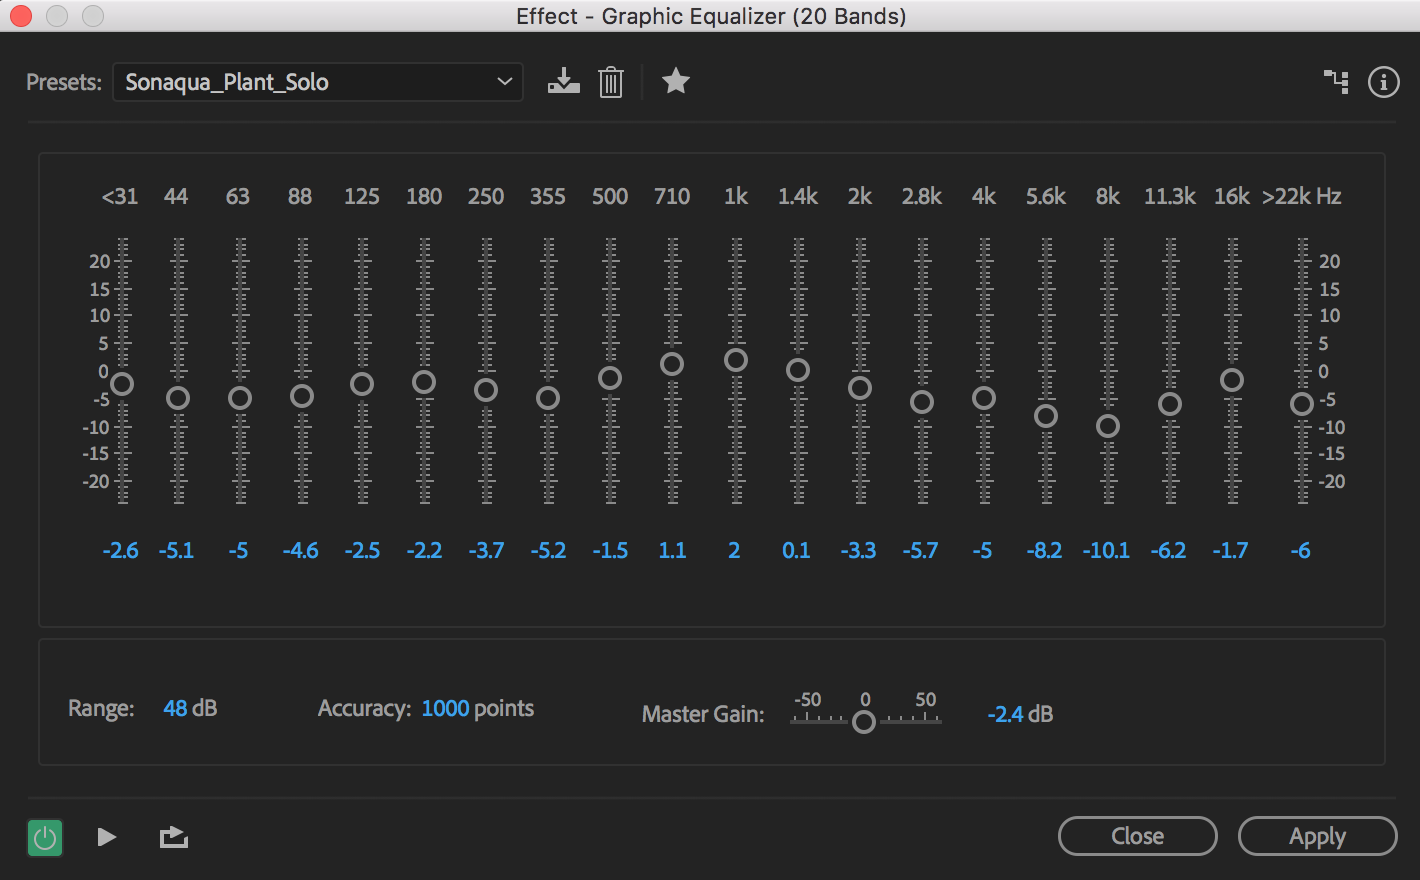 Effect - Graphic Equalizer (20 Bands)
Presets: Sonaqua_Plant_Solo
<31 44 63 88 125 180 250 355 500 710 1k 1.4k 2k 2.8k 4k 5.6k 8k 11.3k 16k >22k Hz
20 20
15 15
10 10
5 5
0 0
-5 -5
-10 -10
-15 -15
-20 -20
-2.6 -5.1 -5 -4.6 -2.5 -2.2 -3.7 -5.2 -1.5 1.1 2 0.1 -3.3 -5.7 -5 -8.2 -10.1 -6.2 -1.7 -6
-50 0 50
Range: 48 dB Accuracy: 1000 points Master Gain: -2.4 dB
Close Apply